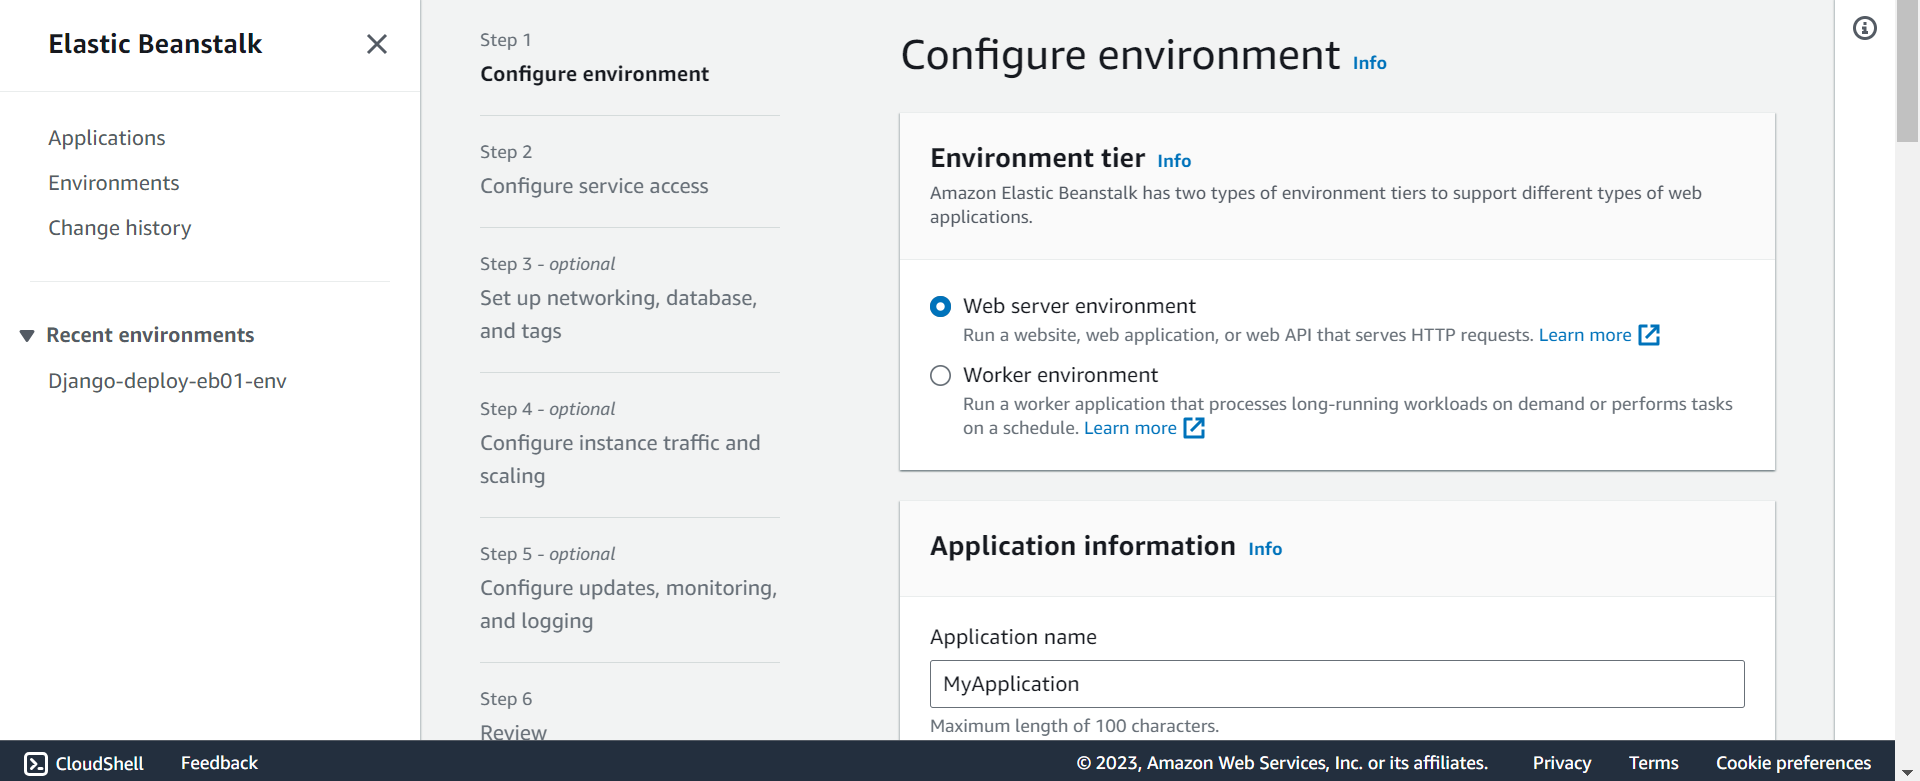 Elastic Beanstalk
Applications
Environments
Change history
Recent environments
Django-deploy-eb01-env
Step 1
Configure environment
Step 2
Configure service access
Step 3 - optional
Set up networking, database,
and tags
Step 4 - optional
Configure instance traffic and
scaling
Step 5 - optional
Configure updates, monitoring,
and logging
Step 6
Review
Configure environment Info
Environment tier Info
Amazon Elastic Beanstalk has two types of environment tiers to support different types of web
applications.
Web server environment
Run a website, web application, or web API that serves HTTP requests. Learn more
Worker environment
Run a worker application that processes long-running workloads on demand or performs tasks
on a schedule. Learn more
Application information Info
Application name
MyApplication
Maximum length of 100 characters.
CloudShell Feedback © 2023, Amazon Web Services, Inc. or its affiliates. Privacy Terms Cookie preferences